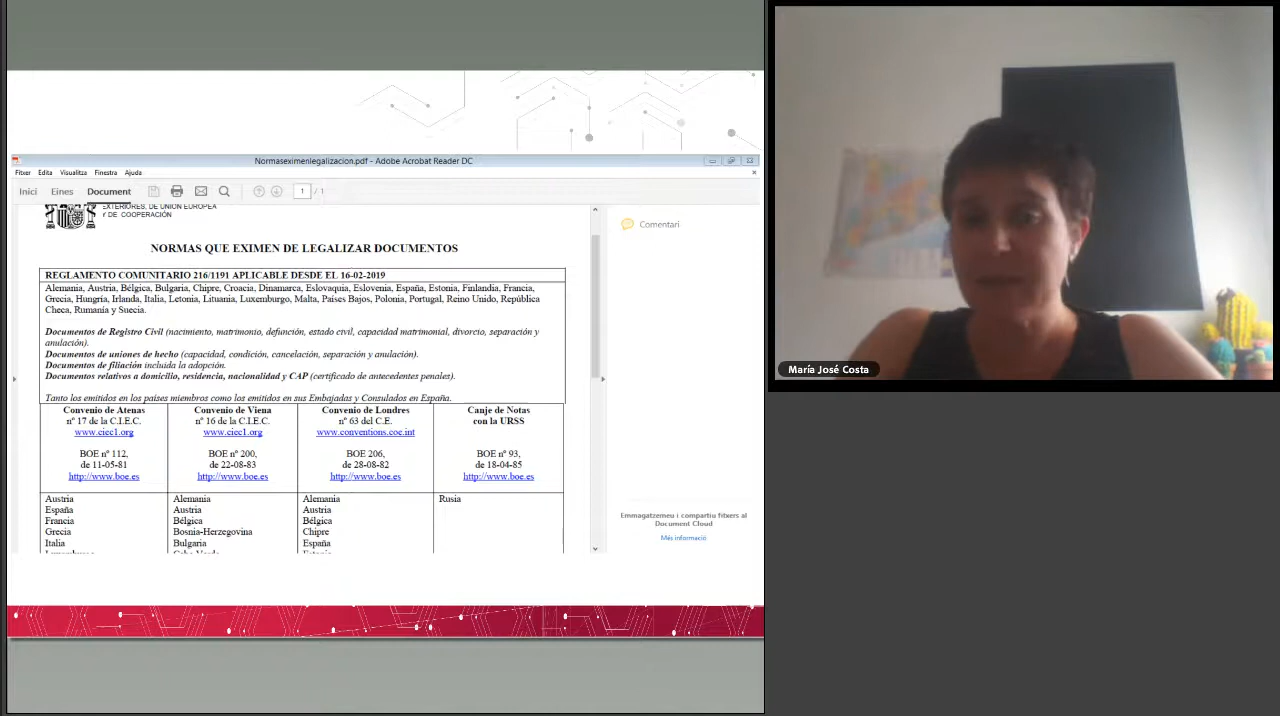 Normaseximenlegalizacion.pdf - Adobe Acrobat Reader DC
Fitxer Edita Visualitza Finestra Ajuda
Inici Eines Document 1 / 1
EXTERIORES, DE UNION EUROPEA
Y DE COOPERACIÓN
Comentari
NORMAS QUE EXIMEN DE LEGALIZAR DOCUMENTOS
REGLAMENTO COMUNITARIO 216/1191 APLICABLE DESDE EL 16-02-2019
Alemania, Austria, Bélgica, Bulgaria, Chipre, Croacia, Dinamarca, Eslovaquia, Eslovenia, España, Estonia, Finlandia, Francia,
Grecia, Hungría, Irlanda, Italia, Letonia, Lituania, Luxemburgo, Malta, Países Bajos, Polonia, Portugal, Reino Unido, República
Checa, Rumanía y Suecia.
Documentos de Registro Civil (nacimiento, matrimonio, defunción, estado civil, capacidad matrimonial, divorcio, separación y
anulación).
Documentos de uniones de hecho (capacidad, condición, cancelación, separación y anulación).
Documentos de filiación incluida la adopción.
Documentos relativos a domicilio, residencia, nacionalidad y CAP (certificado de antecedentes penales).
Tanto los emitidos en los países miembros como los emitidos en sus Embajadas y Consulados en España.
Convenio de Atenas
nº 17 de la C.I.E.C.
www.ciec1.org
BOE nº 112,
de 11-05-81
http://www.boe.es
Austria
España
Francia
Grecia
Italia
Luxemburgo
Convenio de Viena
nº 16 de la C.I.E.C.
www.ciec1.org
BOE nº 200,
de 22-08-83
http://www.boe.es
Alemania
Austria
Bélgica
Bosnia-Herzegovina
Bulgaria
Cabo Verde
Convenio de Londres
nº 63 del C.E.
www.conventions.coe.int
BOE 206,
de 28-08-82
http://www.boe.es
Alemania
Austria
Bélgica
Chipre
España
Estonia
Canje de Notas
con la URSS
BOE nº 93,
de 18-04-85
http://www.boe.es
Rusia
Emmagatzemeu i compartiu fitxers al
Document Cloud
Més informació
María José Costa